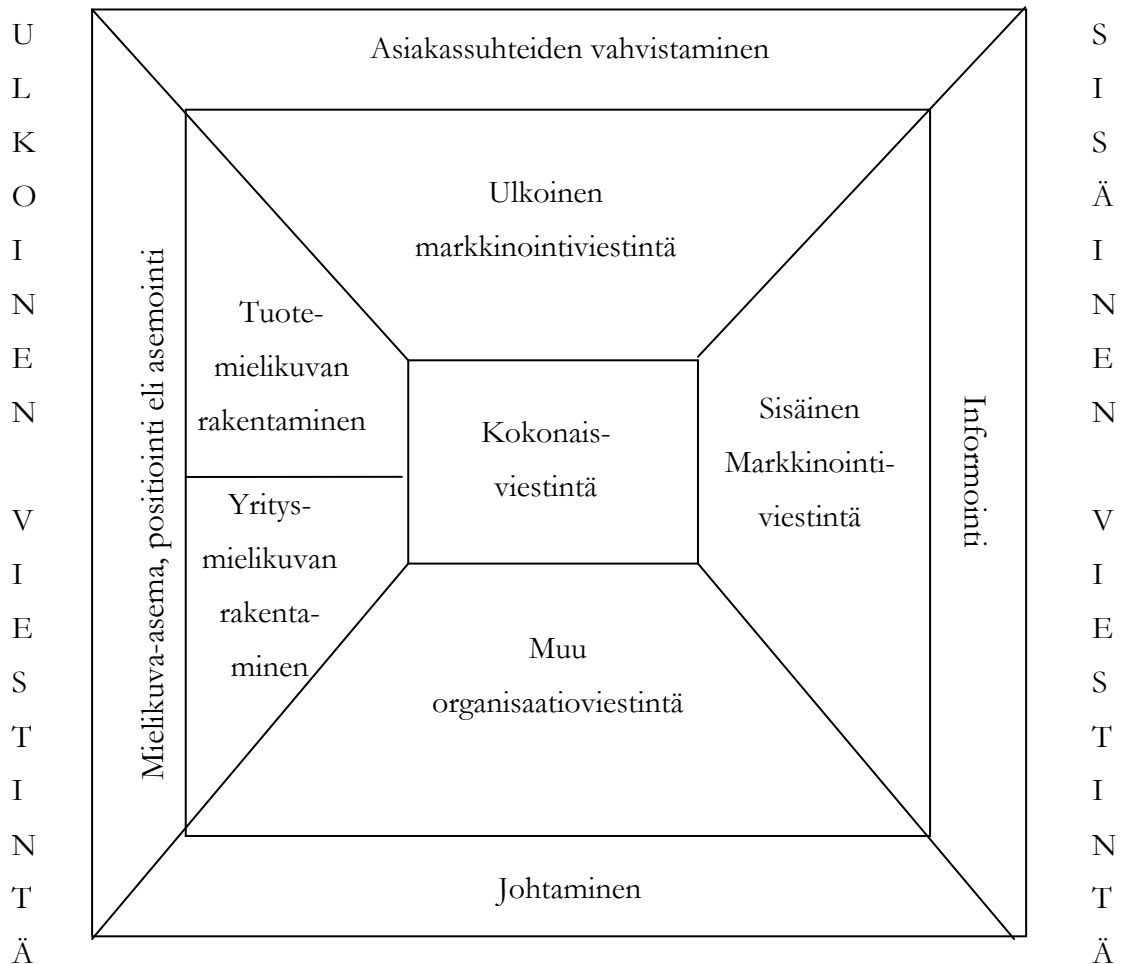 ULKOINEN VIESTINTÄ
Asiakassuhteiden vahvistaminen
Mielikuva-asema, positiointi eli asemointi
Ulkoinen
markkinointiviestintä
Tuote-
mielikuvan
rakentaminen
Yritys-
mielikuvan
rakenta-
minen
Kokonais-
viestintä
Sisäinen
Markkinointi-
viestintä
Muu
organisaatioviestintä
Informointi
Johtaminen
SISÄINEN VIESTINTÄ